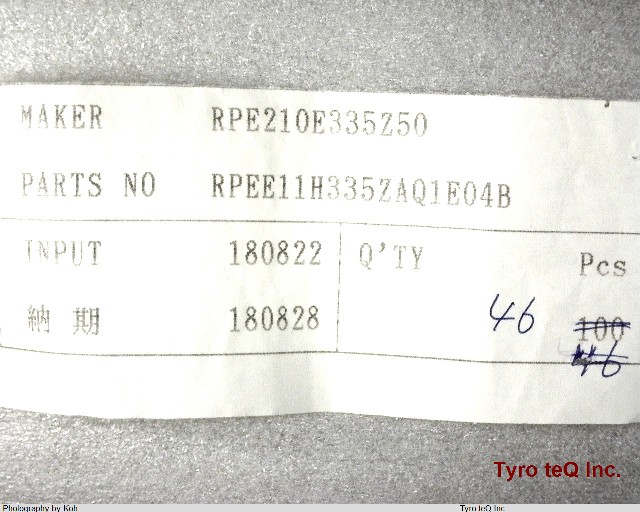 MAKER RPE210E335Z50
PARTS NO RPEE11H335ZAQ1E04B
INPUT 180822 Q'TY Pcs
納期 180828 46 100
46
Tyro teQ Inc.
Photography by Koh Tyro teQ Inc